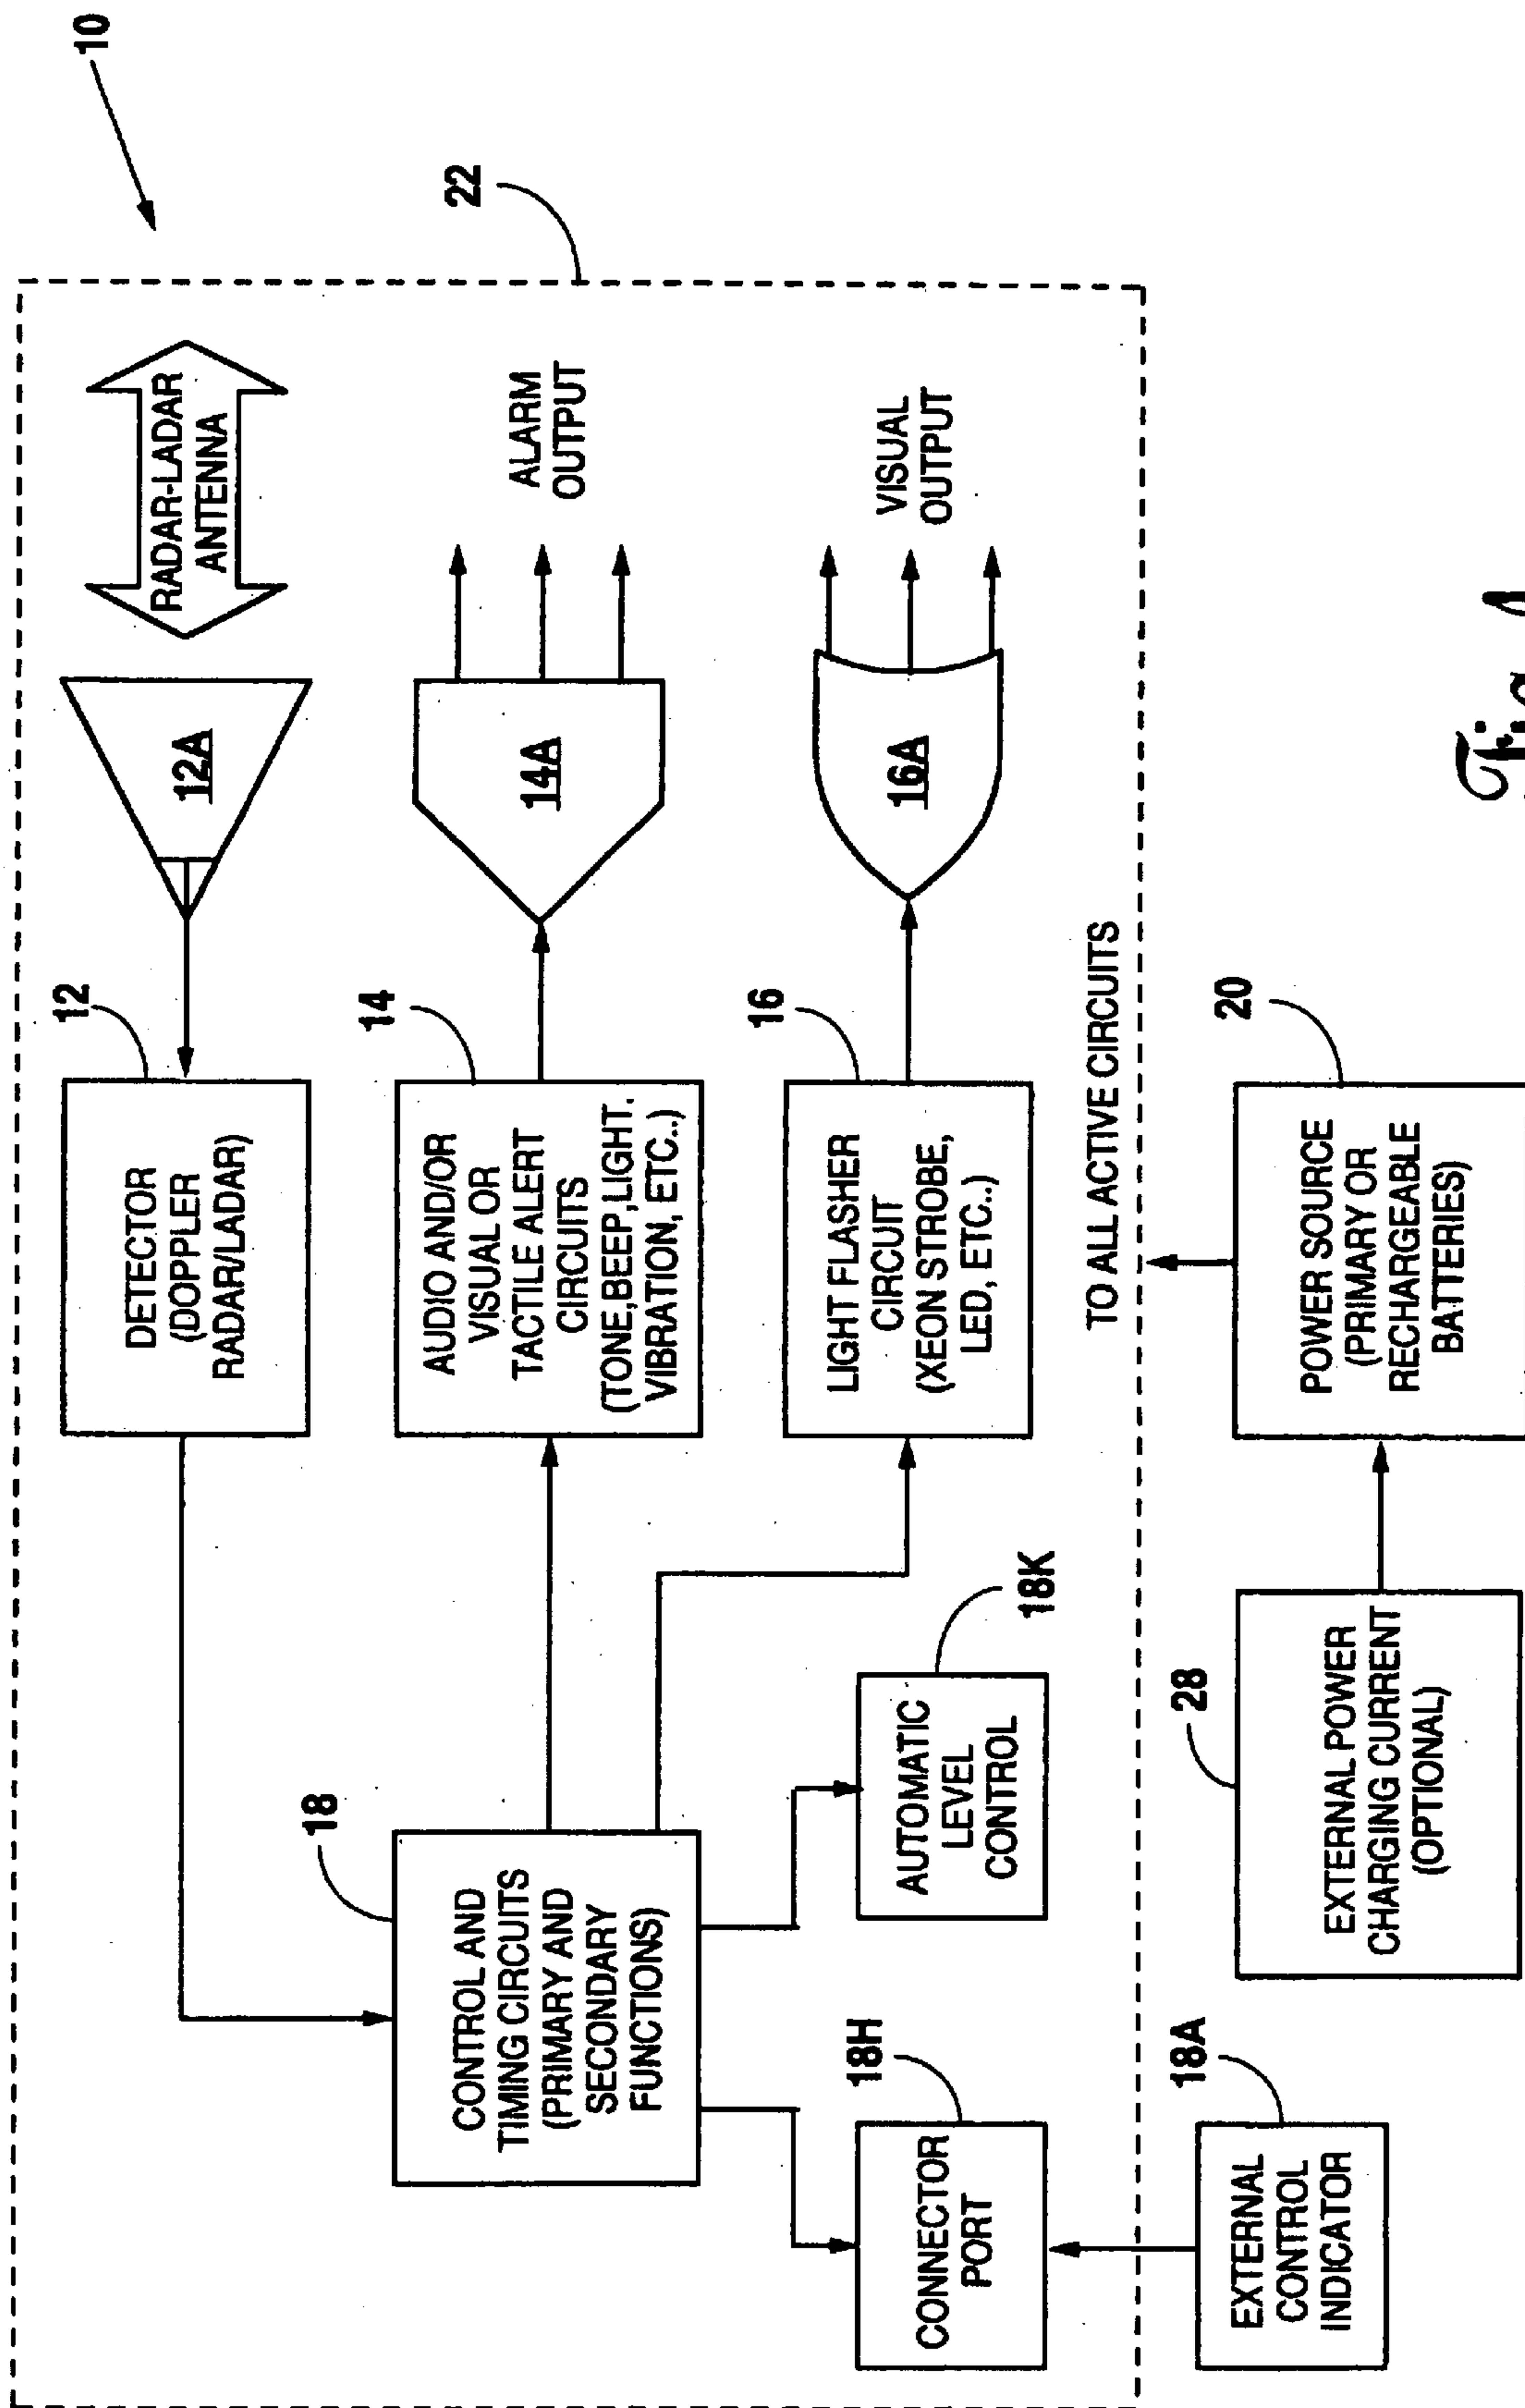 10
22
RADAR-LADAR
ANTENNA
12A
12
DETECTOR
(DOPPLER
RADAR/LADAR)
ALARM
OUTPUT
14A
14
AUDIO AND/OR
VISUAL OR
TACTILE ALERT
CIRCUITS
(TONE,BEEP,LIGHT.
VIBRATION, ETC..)
VISUAL
OUTPUT
16A
16
LIGHT FLASHER
CIRCUIT
(XEON STROBE,
LED, ETC..)
18
CONTROL AND
TIMING CIRCUITS
(PRIMARY AND
SECONDARY
FUNCTIONS)
18K
AUTOMATIC
LEVEL
CONTROL
18H
CONNECTOR
PORT
TO ALL ACTIVE CIRCUITS
18A
EXTERNAL
CONTROL
INDICATOR
28
EXTERNAL POWER
CHARGING CURRENT
(OPTIONAL)
20
POWER SOURCE
(PRIMARY OR
RECHARGEABLE
BATTERIES)